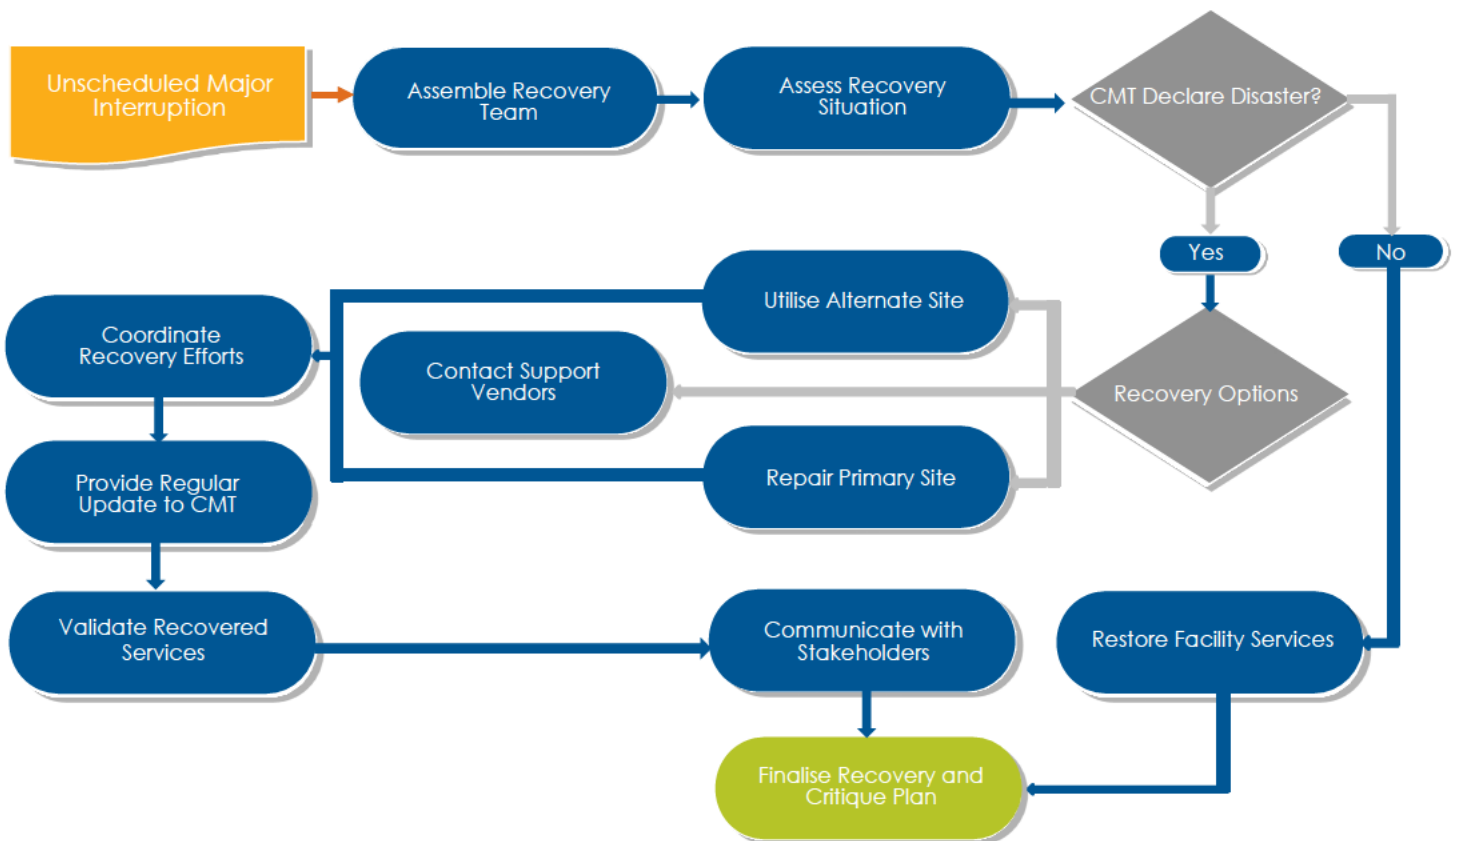 Unscheduled Major
Interruption
Assemble Recovery
Team
Assess Recovery
Situation
CMT Declare Disaster?
Yes
No
Utilise Alternate Site
Coordinate
Recovery Efforts
Contact Support
Vendors
Recovery Options
Repair Primary Site
Provide Regular
Update to CMT
Validate Recovered
Services
Communicate with
Stakeholders
Restore Facility Services
Finalise Recovery and
Critique Plan